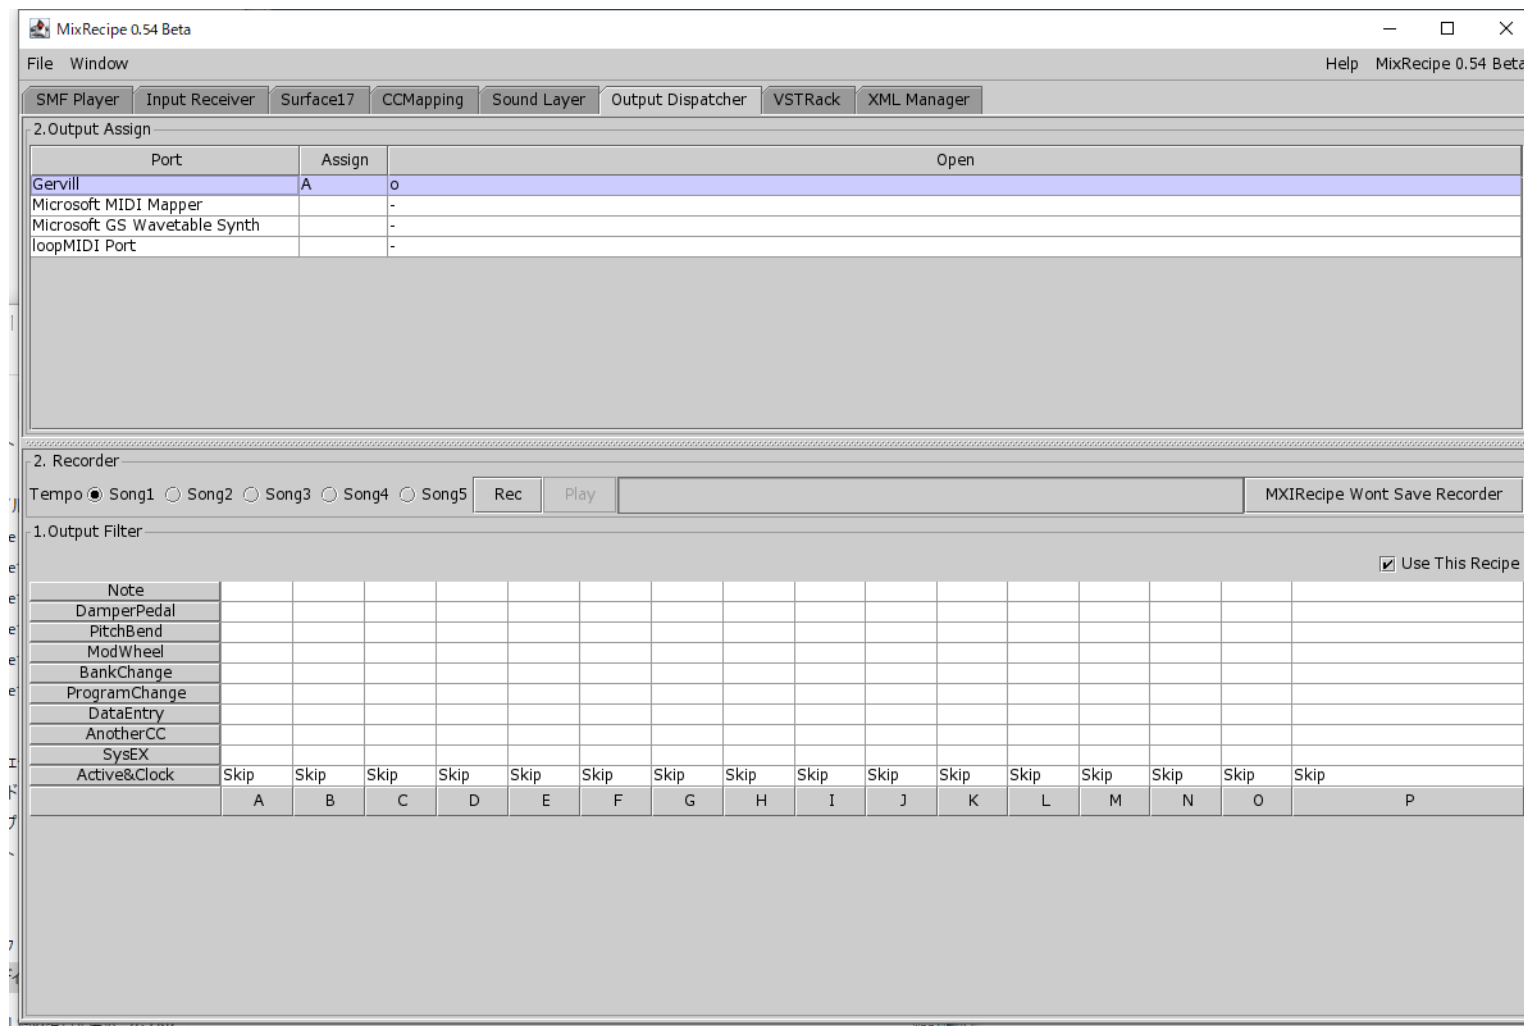 MixRecipe 0.54 Beta
File Window Help MixRecipe 0.54 Beta
SMF Player Input Receiver Surface17 CCMapping Sound Layer Output Dispatcher VSTRack XML Manager
2.Output Assign
Port Assign Open
Gervill A o
Microsoft MIDI Mapper -
Microsoft GS Wavetable Synth -
loopMIDI Port -
2. Recorder
Tempo Song1 Song2 Song3 Song4 Song5 Rec Play MXIRecipe Wont Save Recorder
1.Output Filter
Use This Recipe
Note
DamperPedal
PitchBend
ModWheel
BankChange
ProgramChange
DataEntry
AnotherCC
SysEX
Active&Clock Skip Skip Skip Skip Skip Skip Skip Skip Skip Skip Skip Skip Skip Skip Skip Skip
A B C D E F G H I J K L M N O P